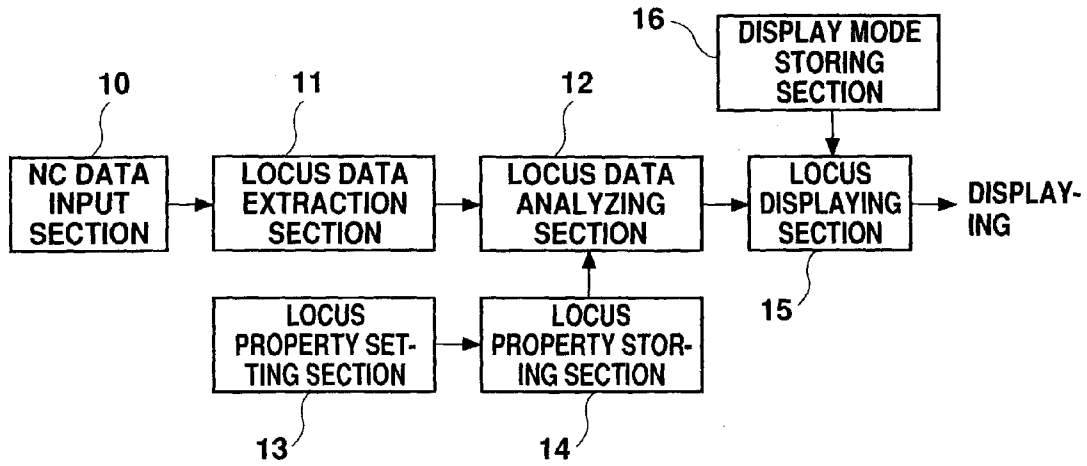 16
DISPLAY MODE
STORING
SECTION
10
11
12
NC DATA
INPUT
SECTION
LOCUS DATA
EXTRACTION
SECTION
LOCUS DATA
ANALYZING
SECTION
LOCUS
DISPLAYING
SECTION
DISPLAY-
ING
15
LOCUS
PROPERTY SET-
TING SECTION
LOCUS
PROPERTY STOR-
ING SECTION
13
14